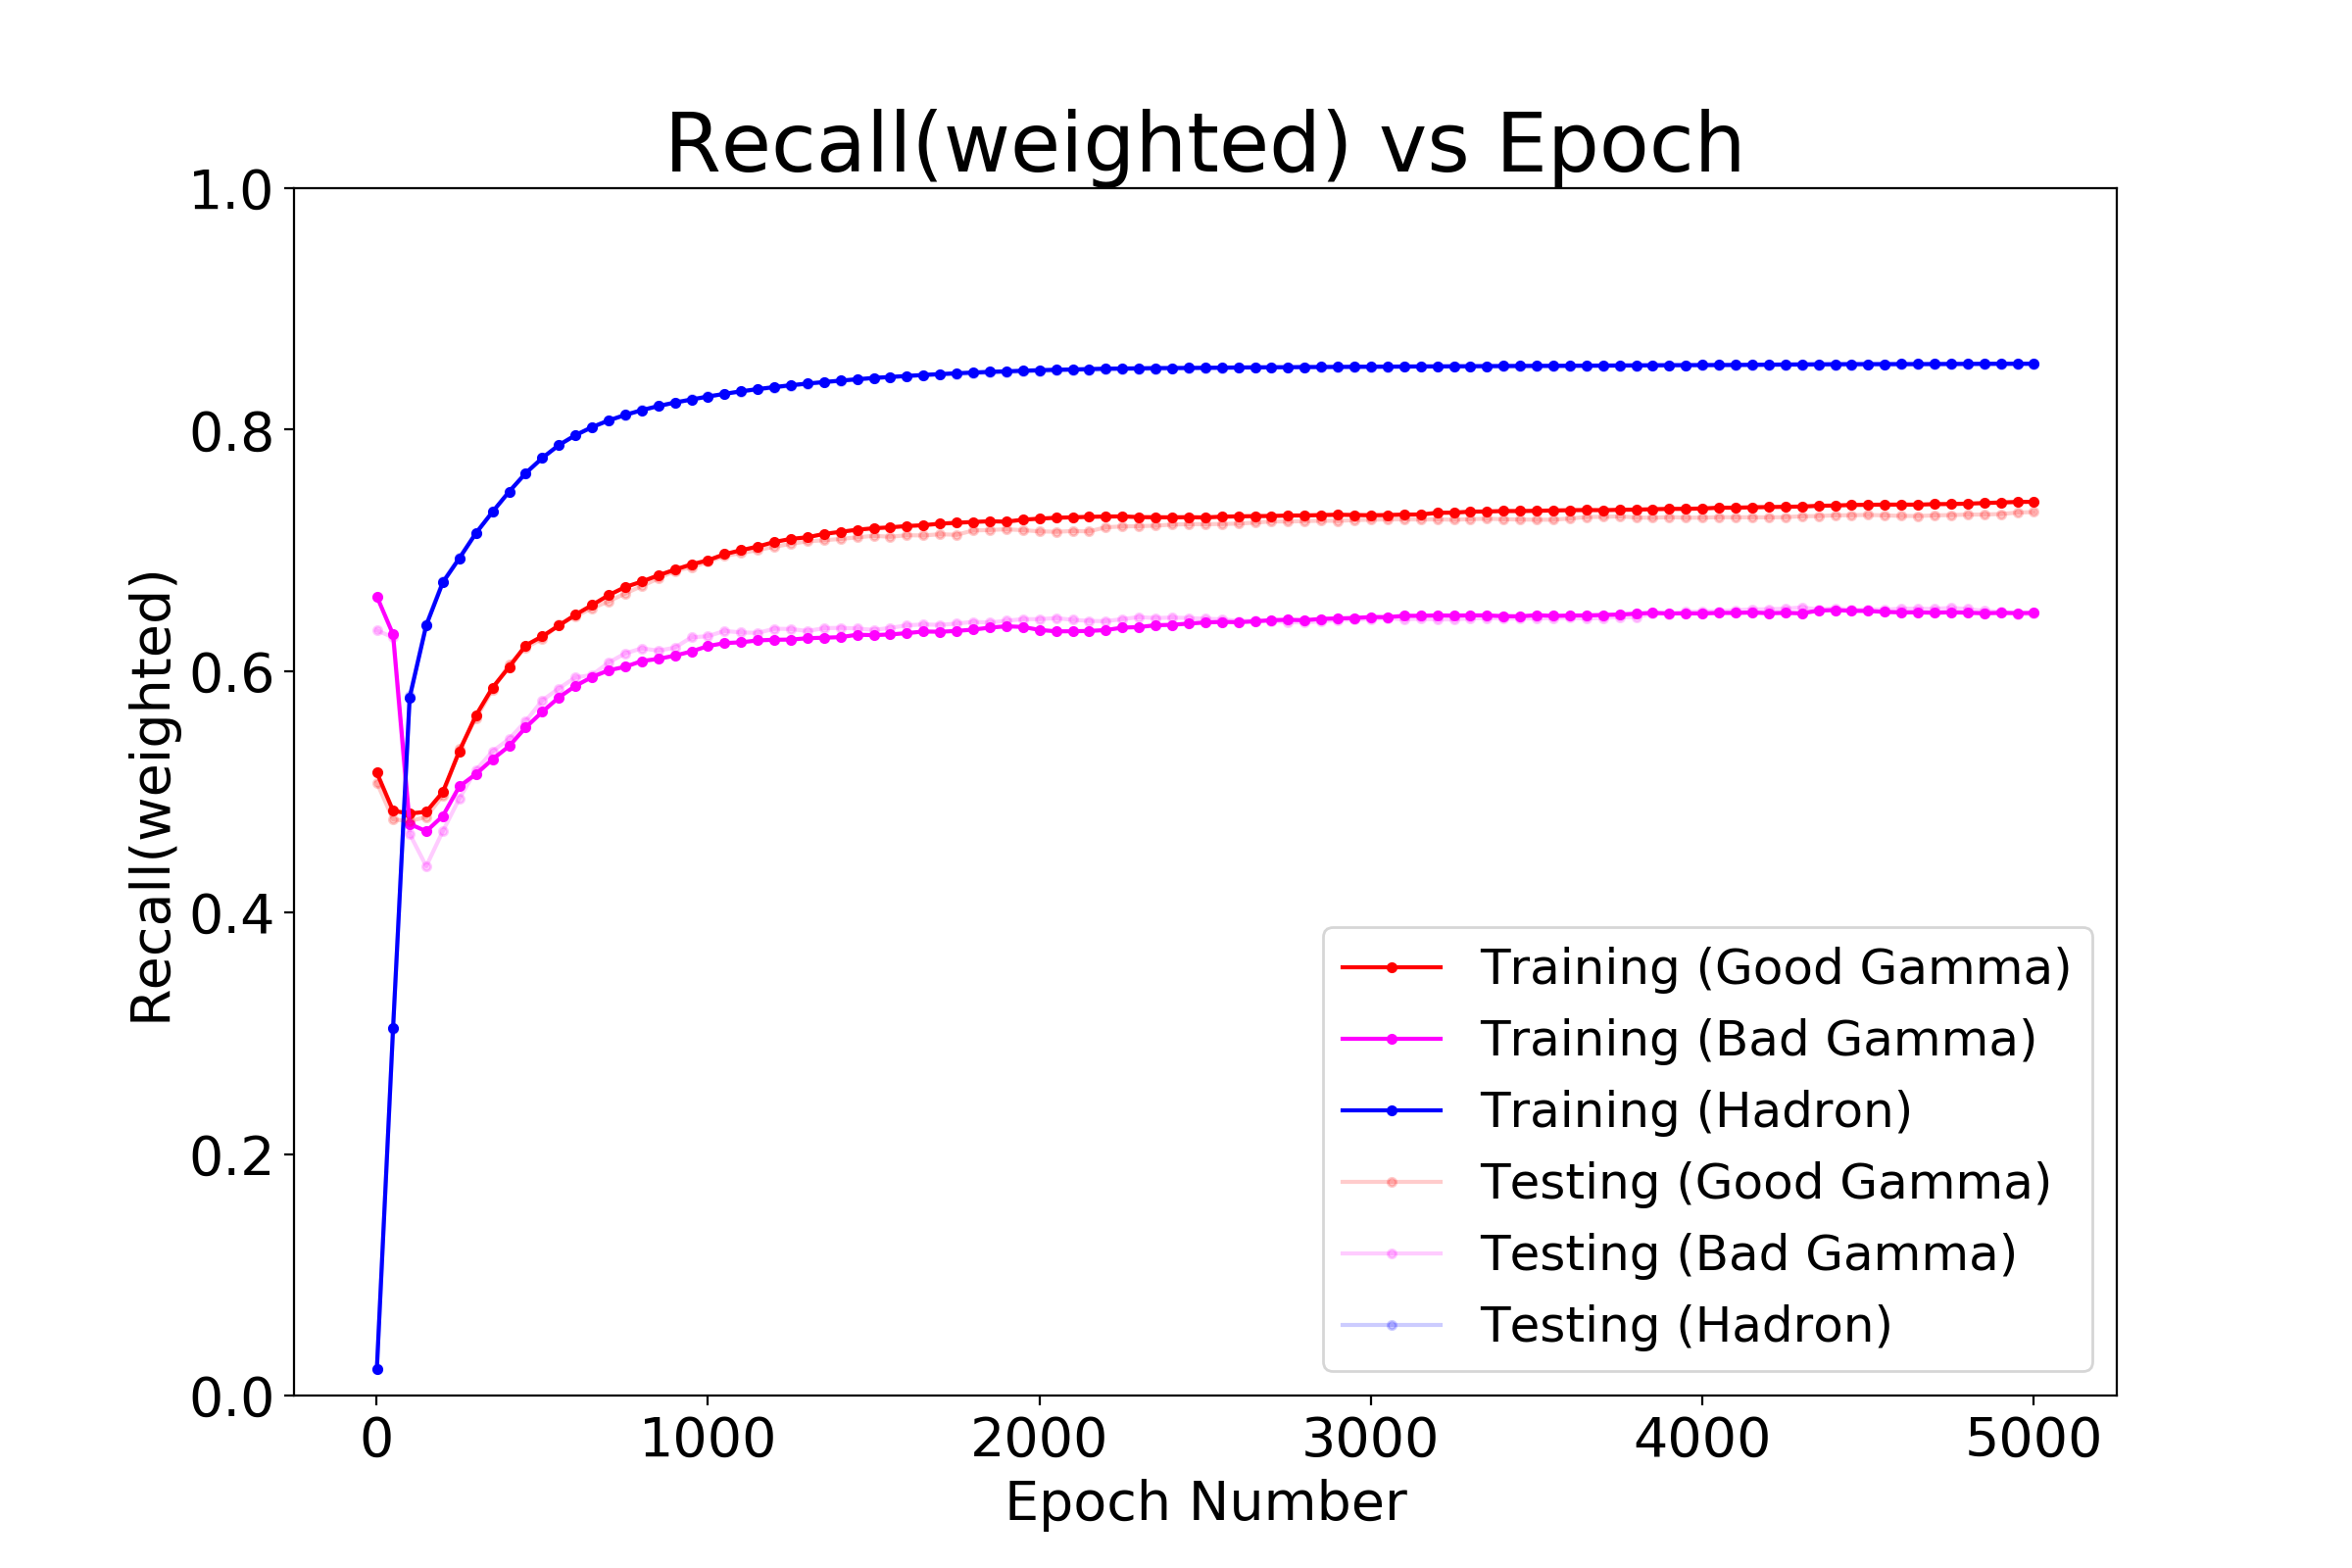 Recall(weighted) vs Epoch
1.0
0.8
0.6
0.4
0.2
0.0
Recall(weighted)
0 1000 2000 3000 4000 5000
Epoch Number
Training (Good Gamma)
Training (Bad Gamma)
Training (Hadron)
Testing (Good Gamma)
Testing (Bad Gamma)
Testing (Hadron)